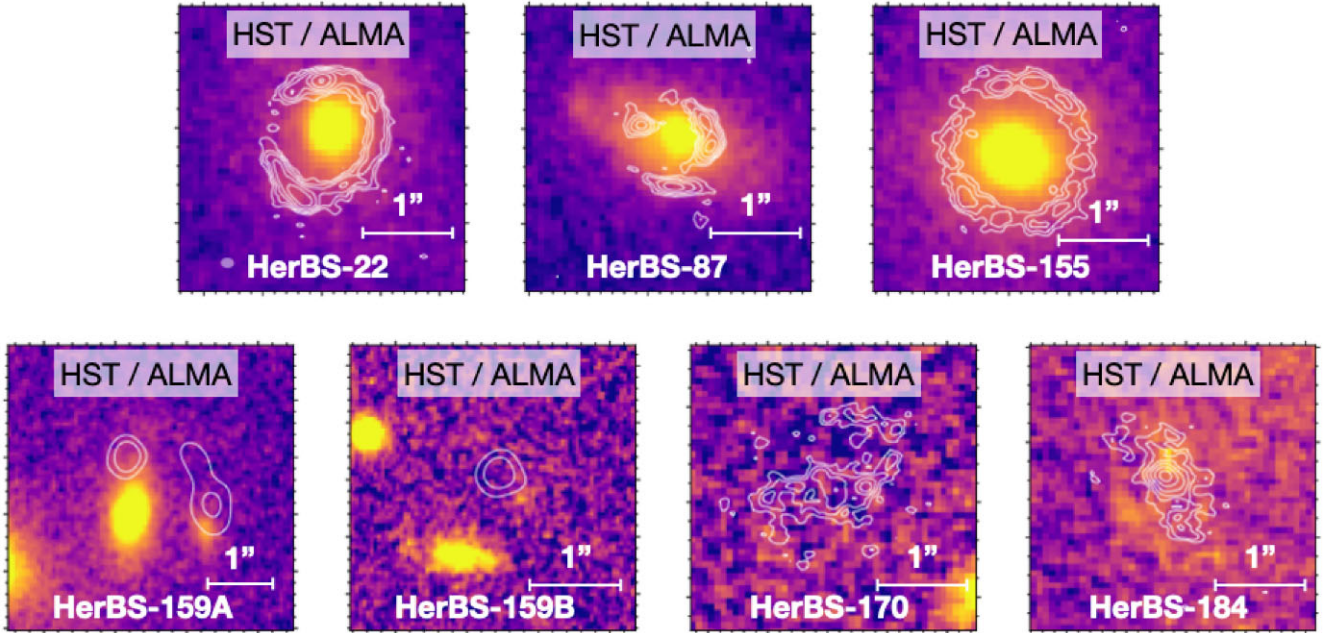 HST / ALMA
1”
HerBS-22
HST / ALMA
1”
HerBS-87
HST / ALMA
1”
HerBS-155
HST / ALMA
1”
HerBS-159A
HST / ALMA
1”
HerBS-159B
HST / ALMA
1”
HerBS-170
HST / ALMA
1”
HerBS-184